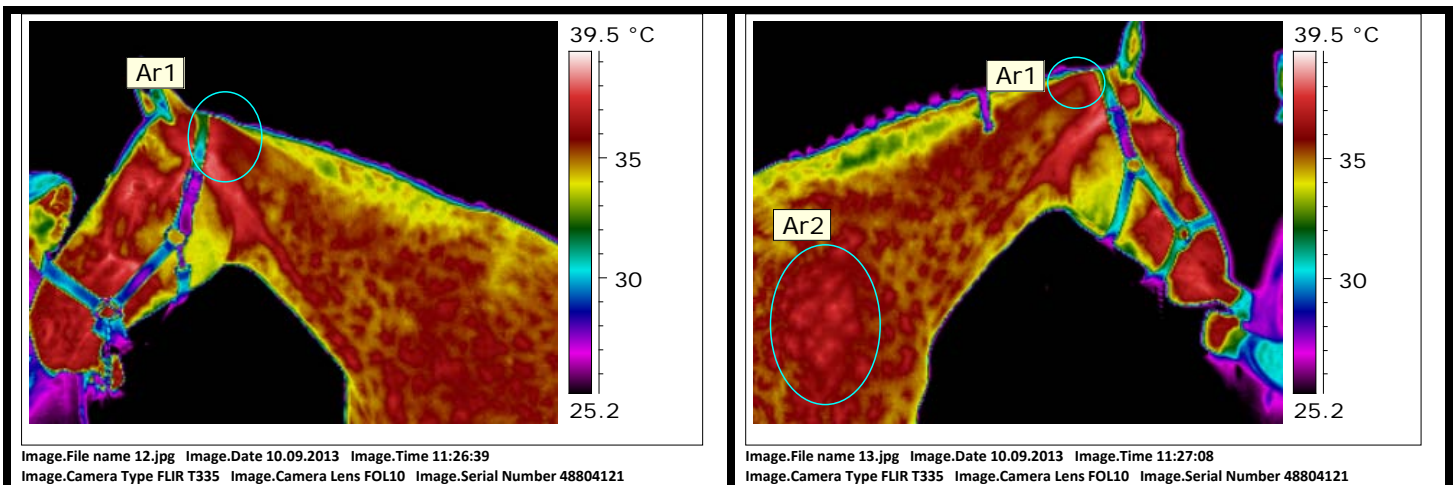 39.5 °C
Ar1
35
30
25.2
Image.File name 12.jpg Image.Date 10.09.2013 Image.Time 11:26:39
Image.Camera Type FLIR T335 Image.Camera Lens FOL10 Image.Serial Number 48804121
39.5 °C
Ar1
35
Ar2
30
25.2
Image.File name 13.jpg Image.Date 10.09.2013 Image.Time 11:27:08
Image.Camera Type FLIR T335 Image.Camera Lens FOL10 Image.Serial Number 48804121